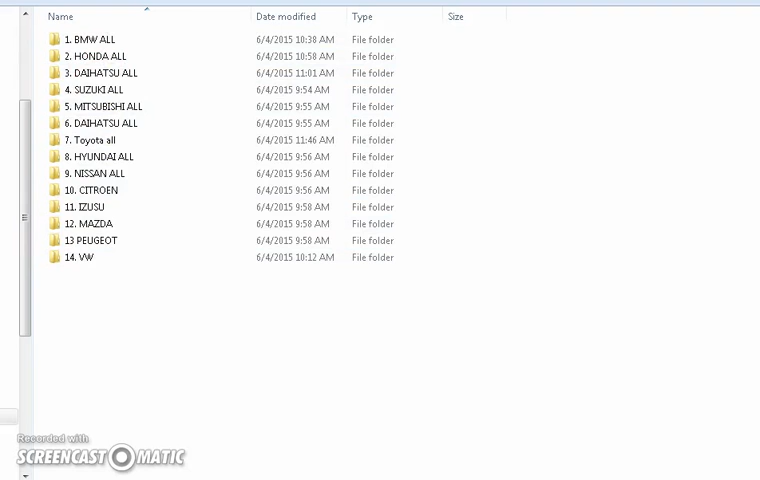 Name Date modified Type Size
1. BMW ALL 6/4/2015 10:38 AM File folder
2. HONDA ALL 6/4/2015 10:58 AM File folder
3. DAIHATSU ALL 6/4/2015 11:01 AM File folder
4. SUZUKI ALL 6/4/2015 9:54 AM File folder
5. MITSUBISHI ALL 6/4/2015 9:55 AM File folder
6. DAIHATSU ALL 6/4/2015 9:55 AM File folder
7. Toyota all 6/4/2015 11:46 AM File folder
8. HYUNDAI ALL 6/4/2015 9:56 AM File folder
9. NISSAN ALL 6/4/2015 9:56 AM File folder
10. CITROEN 6/4/2015 9:56 AM File folder
11. IZUSU 6/4/2015 9:58 AM File folder
12. MAZDA 6/4/2015 9:58 AM File folder
13 PEUGEOT 6/4/2015 9:58 AM File folder
14. VW 6/4/2015 10:12 AM File folder
Recorded with
SCREENCAST-O-MATIC